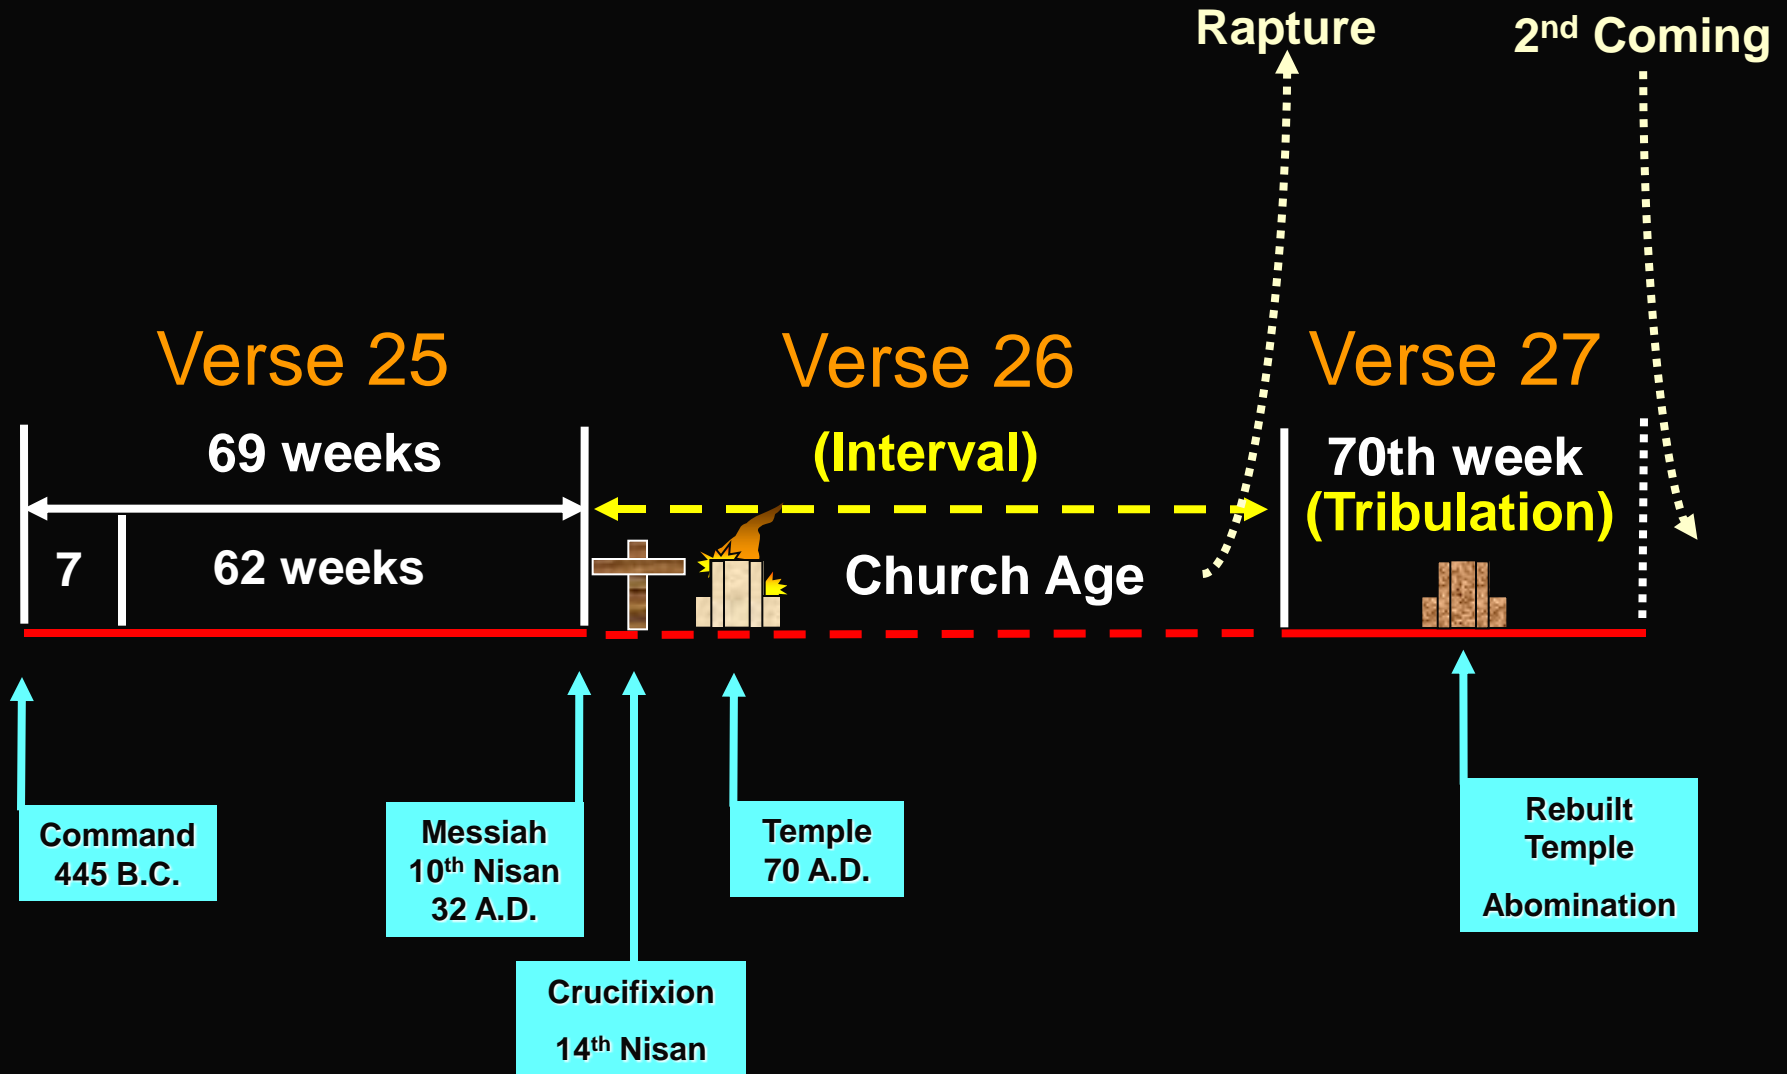 Rapture
2nd Coming
Verse 25
Verse 26
Verse 27
69 weeks
(Interval)
70th week
(Tribulation)
7
62 weeks
Church Age
Command
445 B.C.
Messiah
10th Nisan
32 A.D.
Crucifixion
14th Nisan
Temple
70 A.D.
Rebuilt
Temple
Abomination